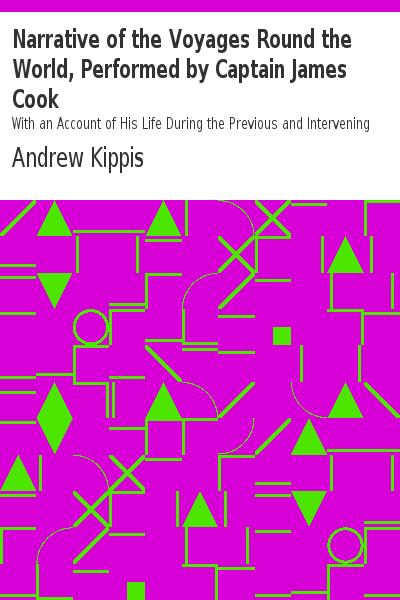 Narrative of the Voyages Round the
World, Performed by Captain James
Cook
With an Account of His Life During the Previous and Intervening
Andrew Kippis